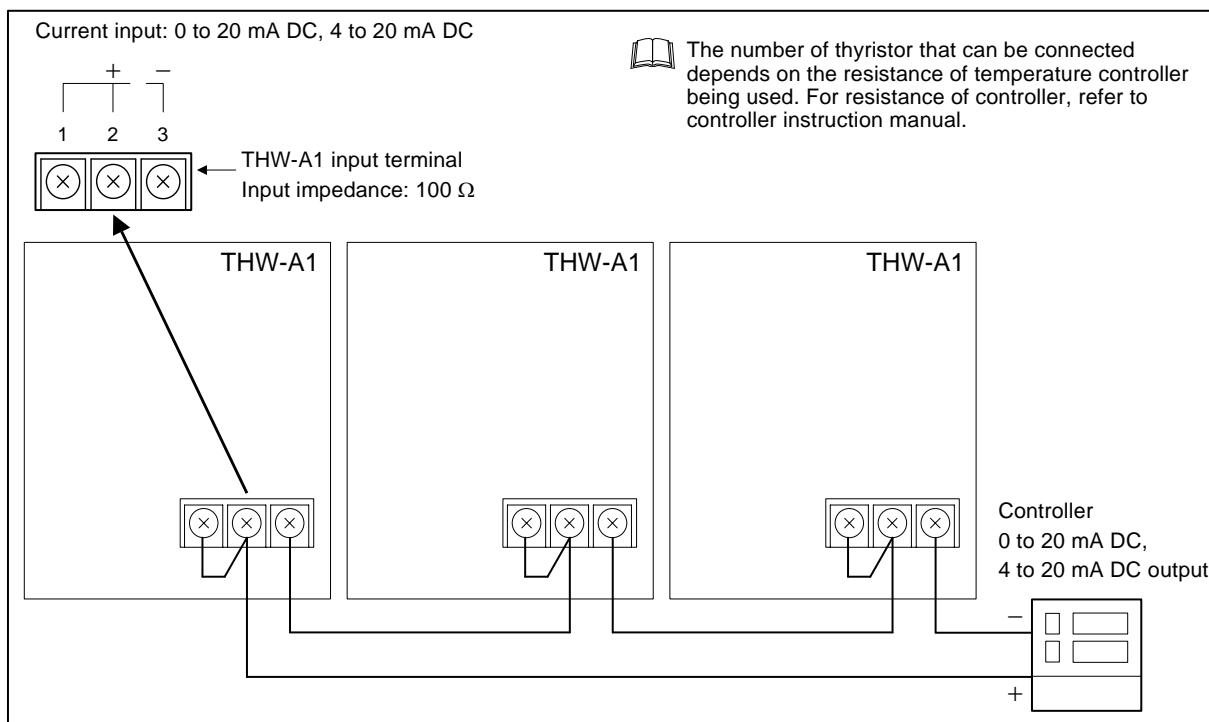 Current input: 0 to 20 mA DC, 4 to 20 mA DC
The number of thyristor that can be connected
depends on the resistance of temperature controller
being used. For resistance of controller, refer to
controller instruction manual.
+ −
1 2 3
THW-A1 input terminal
Input impedance: 100 Ω
THW-A1 THW-A1 THW-A1
Controller
0 to 20 mA DC,
4 to 20 mA DC output
−
+